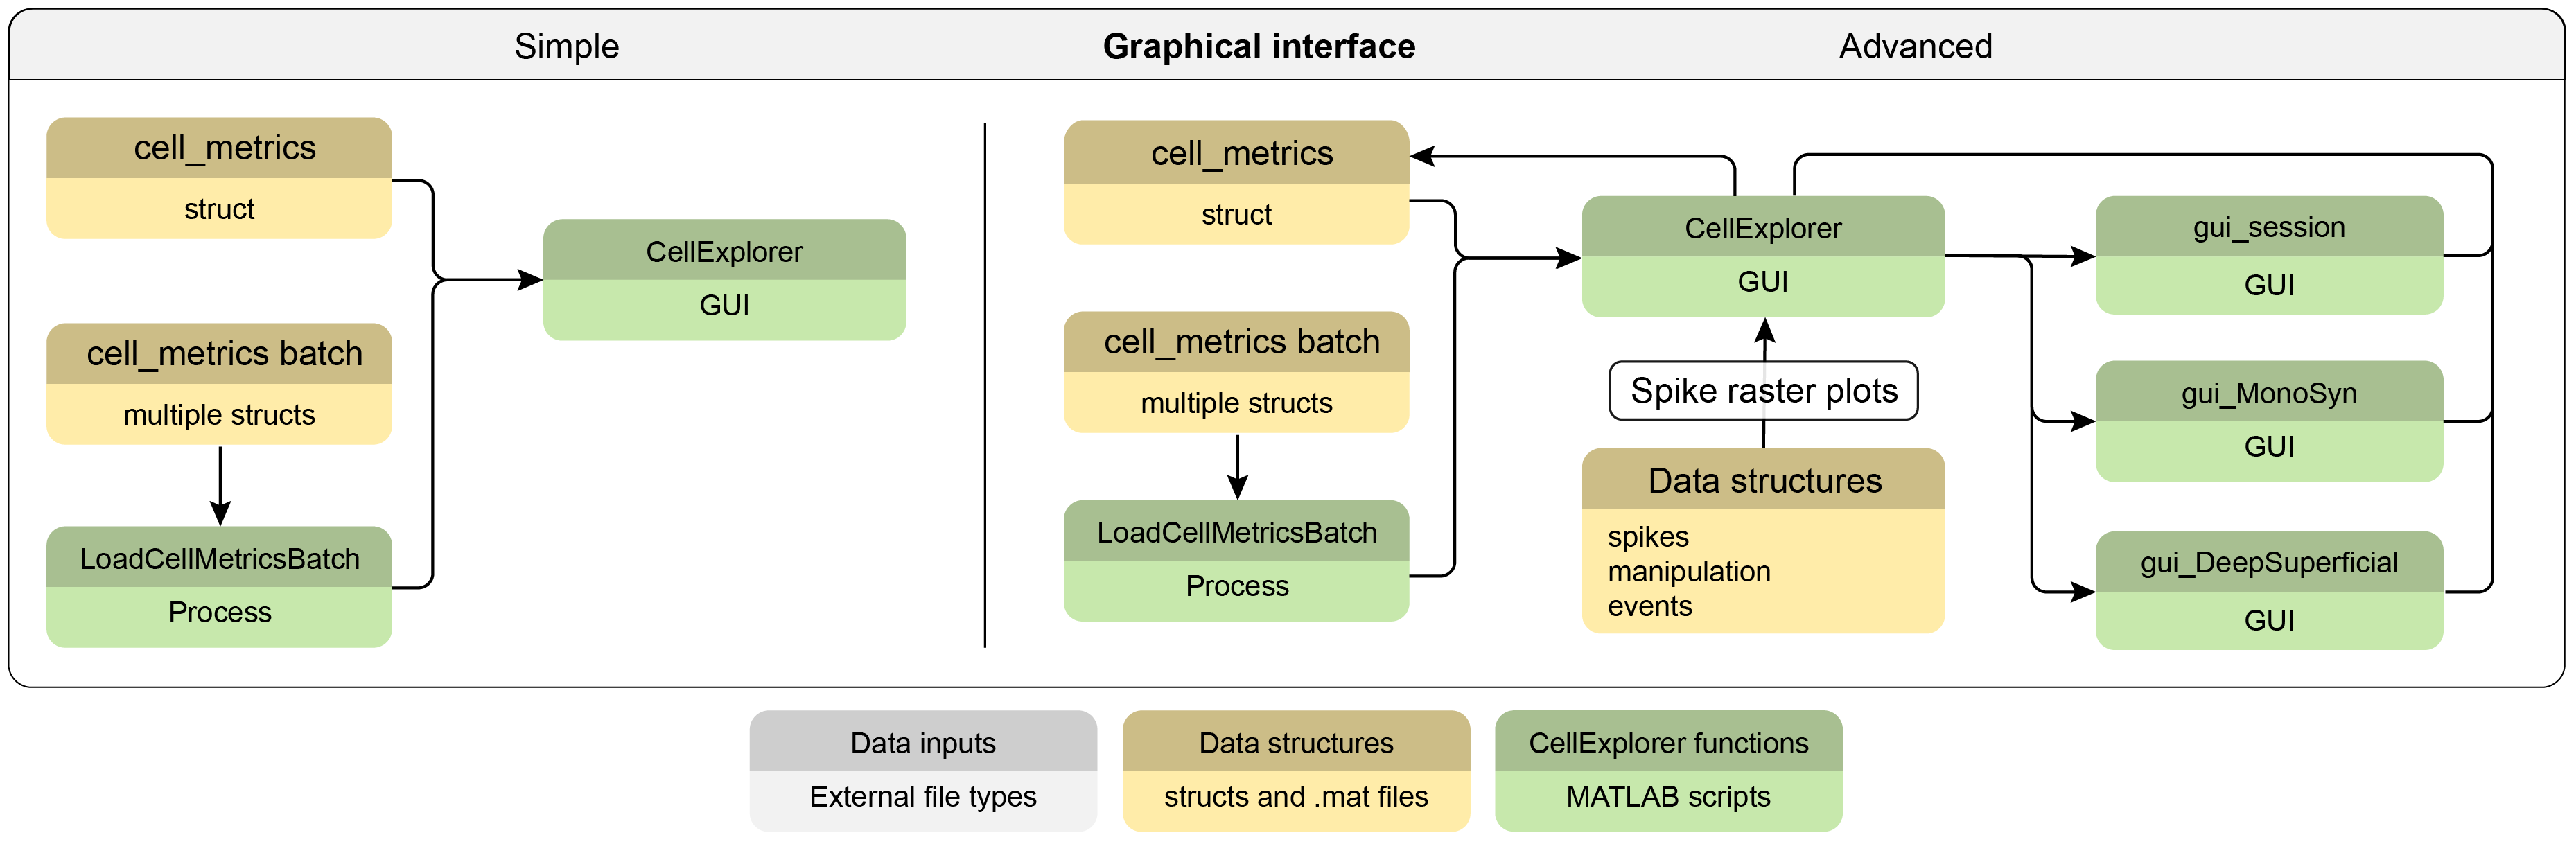 Simple
Graphical interface
Advanced
cell_metrics
struct
cell_metrics batch
multiple structs
LoadCellMetricsBatch
Process
CellExplorer
GUI
cell_metrics
struct
cell_metrics batch
multiple structs
LoadCellMetricsBatch
Process
CellExplorer
GUI
Spike raster plots
Data structures
spikes
manipulation
events
gui_session
GUI
gui_MonoSyn
GUI
gui_DeepSuperficial
GUI
Data inputs
External file types
Data structures
structs and .mat files
CellExplorer functions
MATLAB scripts